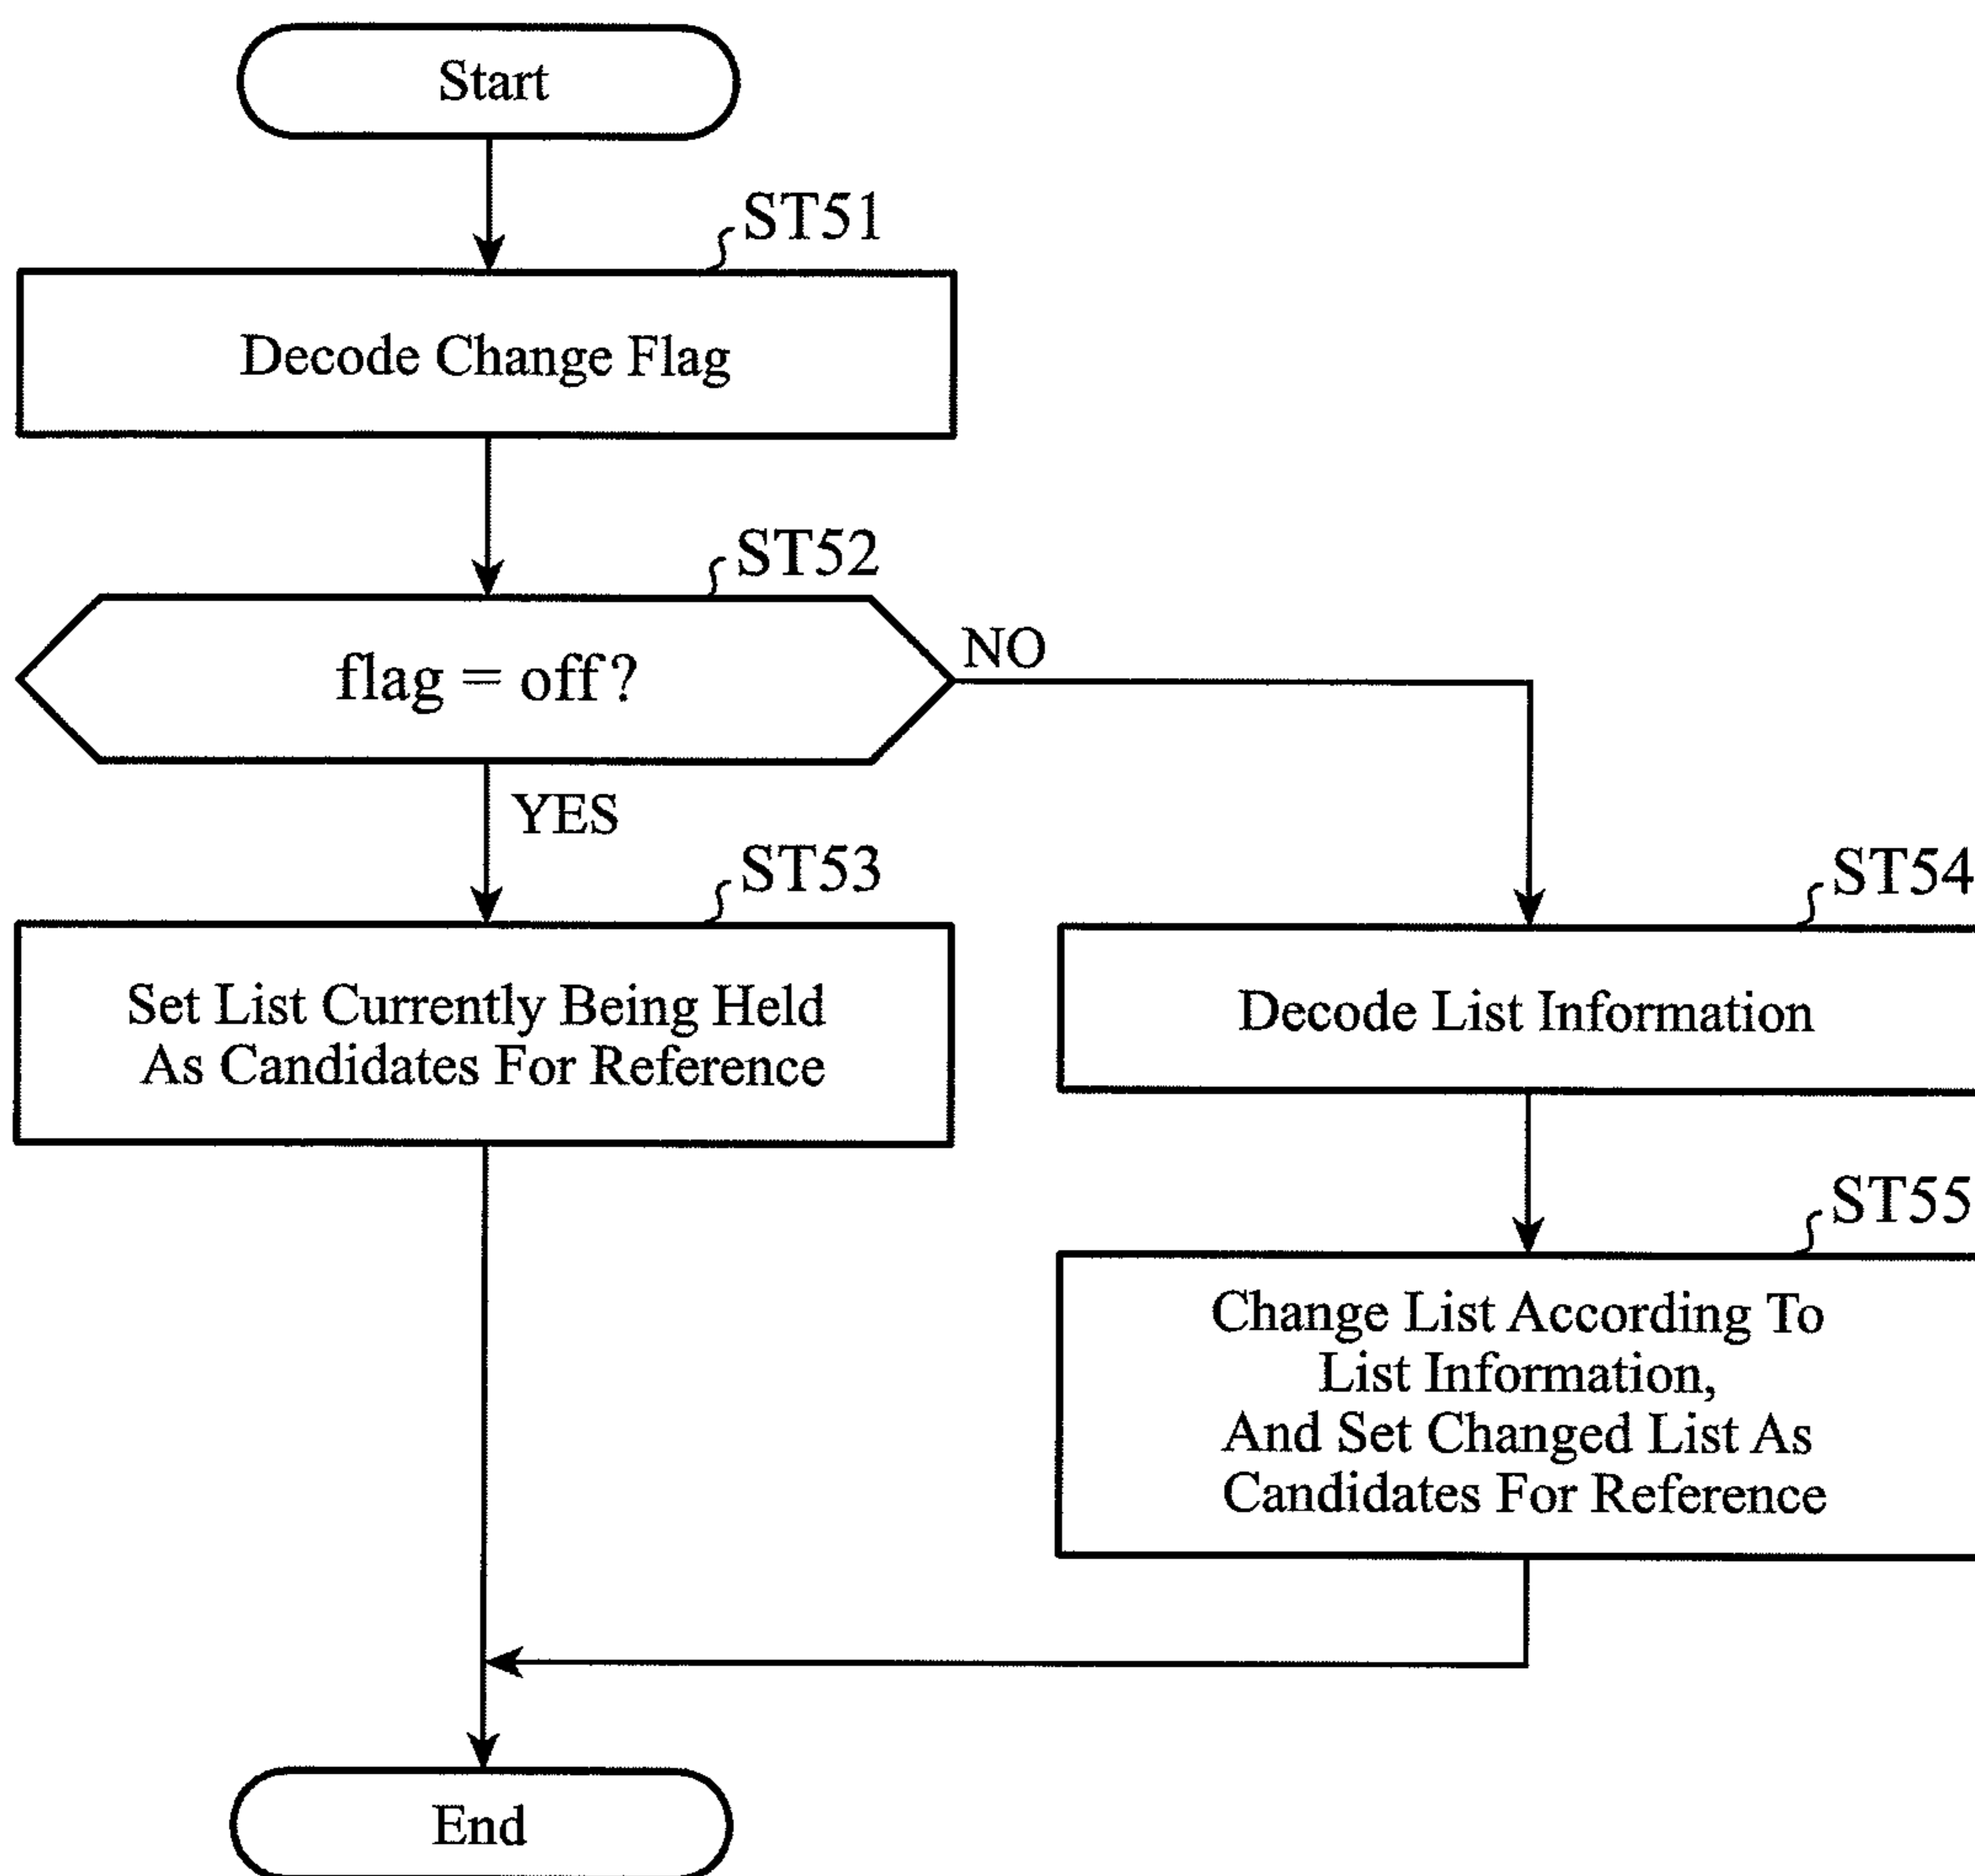 Start
ST51
Decode Change Flag
ST52
flag = off?
NO
YES
ST53
Set List Currently Being Held
As Candidates For Reference
ST54
Decode List Information
ST55
Change List According To
List Information,
And Set Changed List As
Candidates For Reference
End